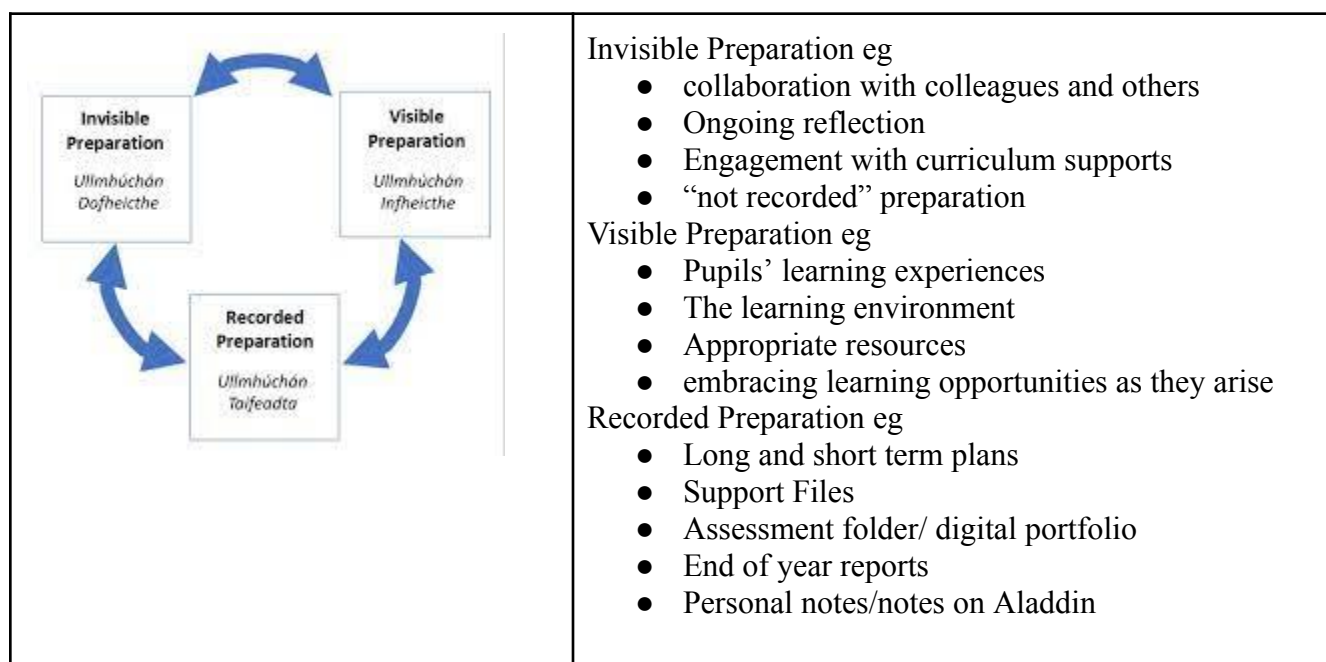 Invisible
Preparation
Ullmhúchán
Dofheicthe
Visible
Preparation
Ullmhúchán
Infheicthe
Recorded
Preparation
Ullmhúchán
Taifeadta
Invisible Preparation eg
● collaboration with colleagues and others
● Ongoing reflection
● Engagement with curriculum supports
● “not recorded” preparation
Visible Preparation eg
● Pupils’ learning experiences
● The learning environment
● Appropriate resources
● embracing learning opportunities as they arise
Recorded Preparation eg
● Long and short term plans
● Support Files
● Assessment folder/ digital portfolio
● End of year reports
● Personal notes/notes on Aladdin